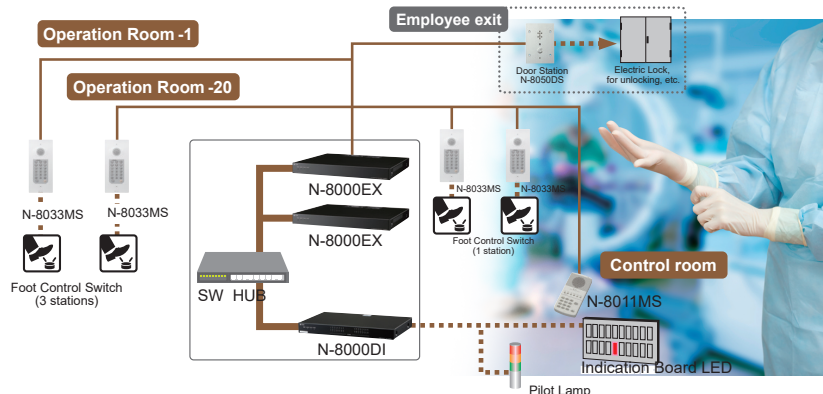 Operation Room -1
Employee exit
Door Station
N-8050DS
Electric Lock,
for unlocking, etc.
Operation Room -20
N-8033MS
N-8033MS
N-8000EX
N-8033MS
N-8033MS
N-8000EX
Foot Control Switch
(1 station)
Foot Control Switch
(3 stations)
SW HUB
Control room
N-8011MS
N-8000DI
Indication Board LED
Pilot Lamp